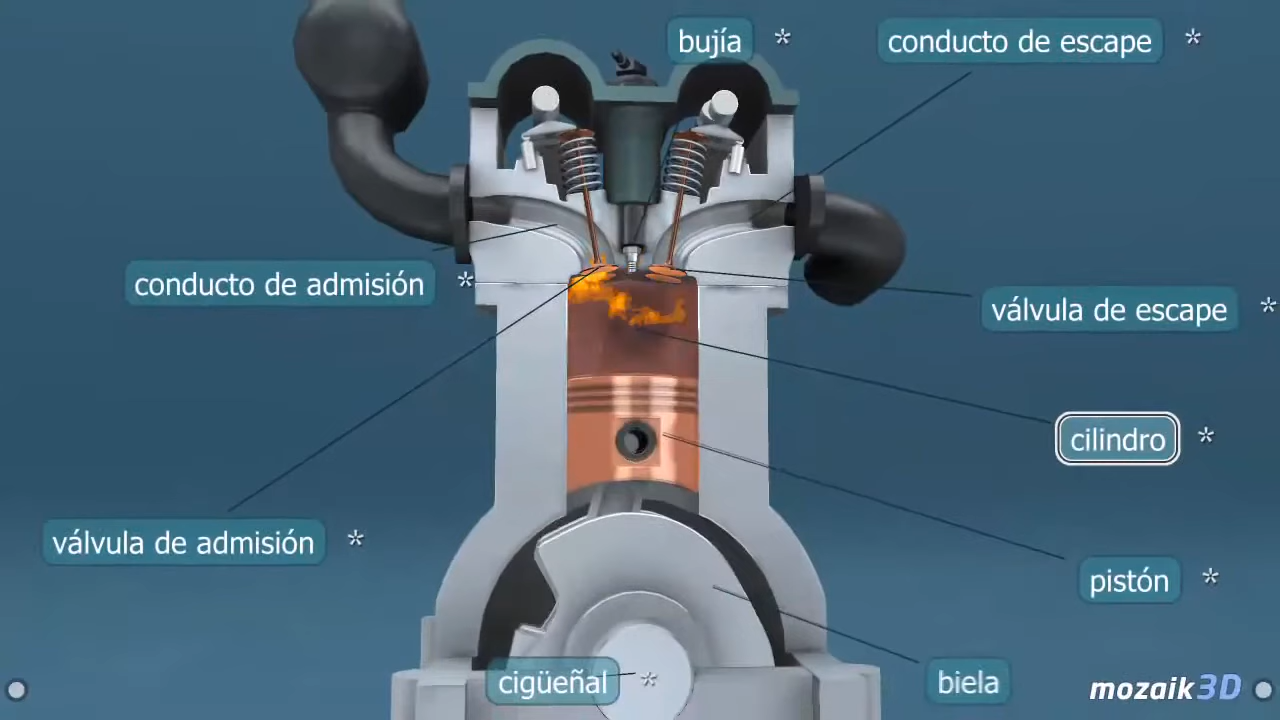 bujía *
conducto de escape *
conducto de admisión *
válvula de escape *
cilindro *
válvula de admisión *
pistón *
cigüeñal *
biela
mozaik3D